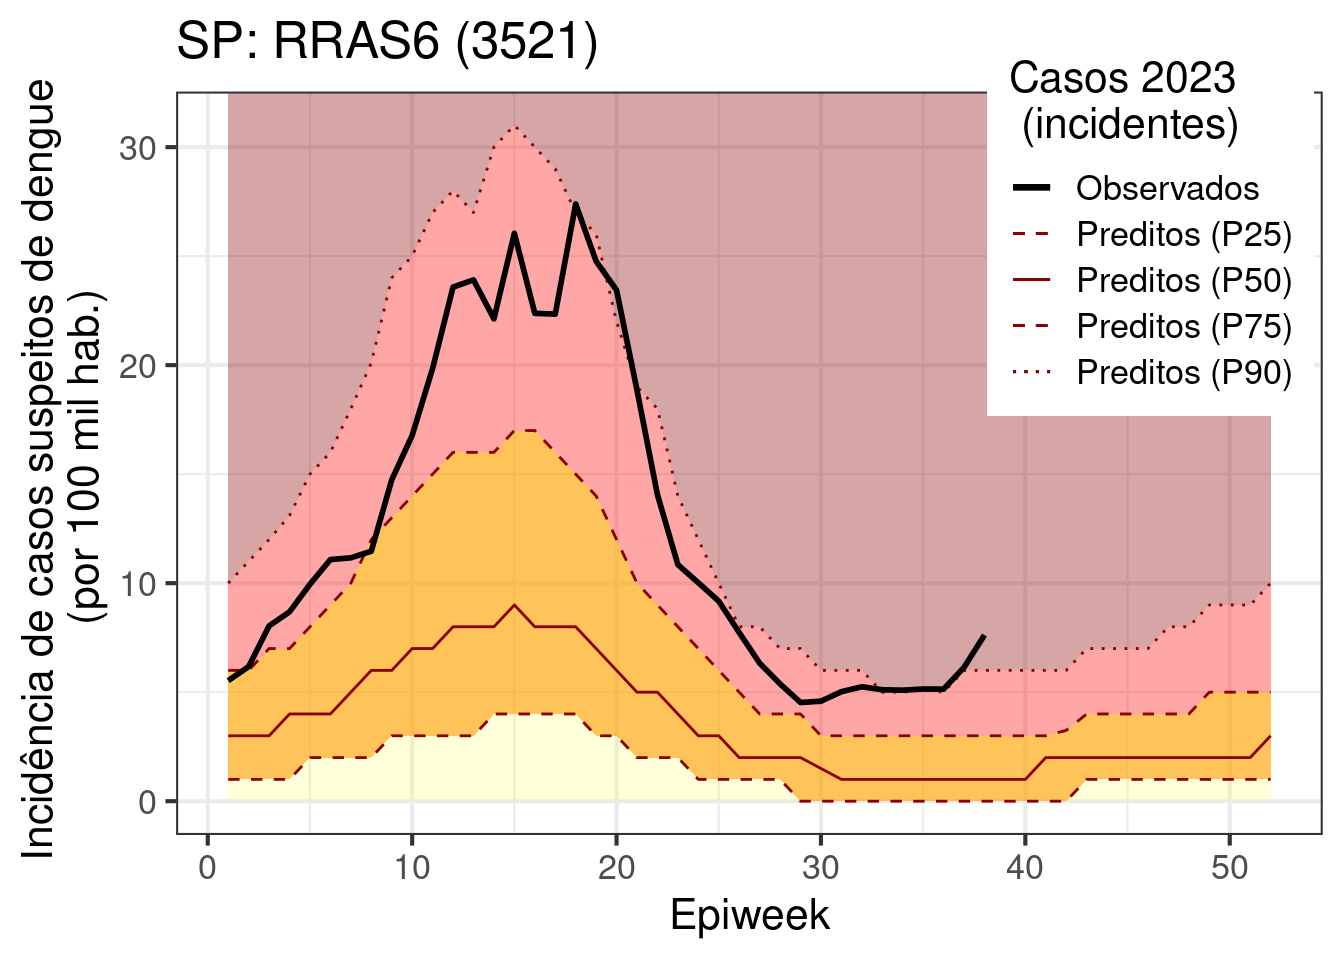 SP: RRAS6 (3521)
Incidência de casos suspeitos de dengue
(por 100 mil hab.)
30
20
10
0
0 10 20 30 40 50
Epiweek
Casos 2023
(incidentes)
Observados
Preditos (P25)
Preditos (P50)
Preditos (P75)
Preditos (P90)